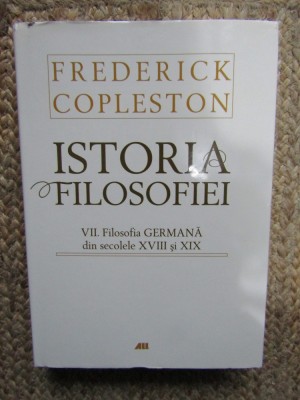 FREDERICK
COPLESTON
ISTORIA
FILOSOFIEI
VII. Filosofia GERMANĂ
din secolele XVIII și XIX
ALL